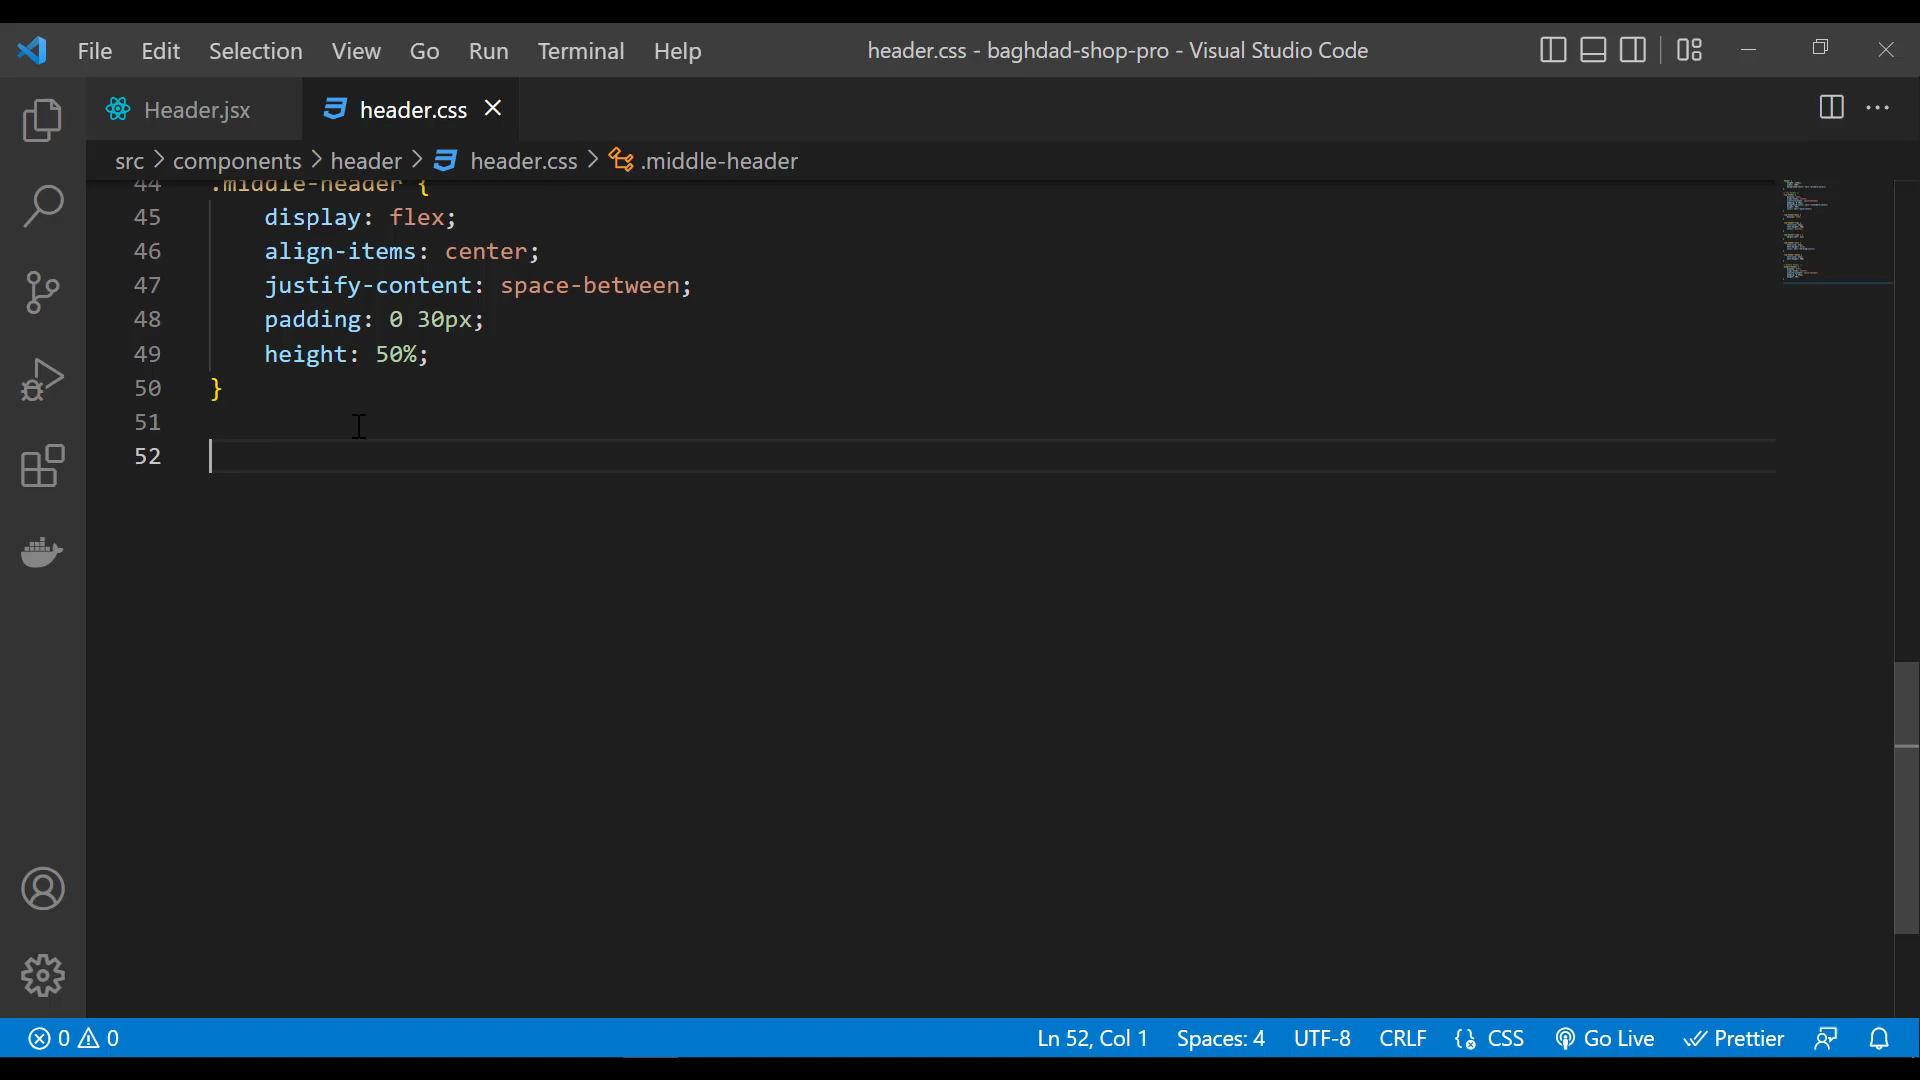 File Edit Selection View Go Run Terminal Help header.css - baghdad-shop-pro - Visual Studio Code
Header.jsx header.css
src > components > header > header.css > .middle-header
44 .middle-header {
45 display: flex;
46 align-items: center;
47 justify-content: space-between;
48 padding: 0 30px;
49 height: 50%;
50 }
51
52
0 0 Ln 52, Col 1 Spaces: 4 UTF-8 CRLF CSS Go Live Prettier